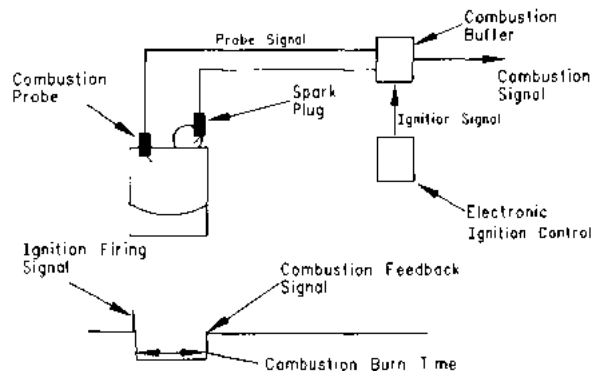 Combustion
Buffer
Probe Signal
Combustion
Signal
Combustion
Probe
Spark
Plug
Ignition Signal
Electronic
Ignition Control
Ignition Firing
Signal
Combustion Feedback
Signal
Combustion Burn Time